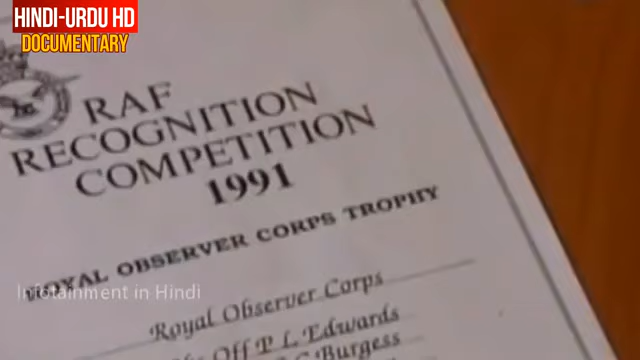 HINDI-URDU HD
DOCUMENTARY
RAF
RECOGNITION
COMPETITION
1991
ROYAL OBSERVER CORPS TROPHY
Infotainment in Hindi
Royal Observer Corps
Off P L Edwards
Burgess